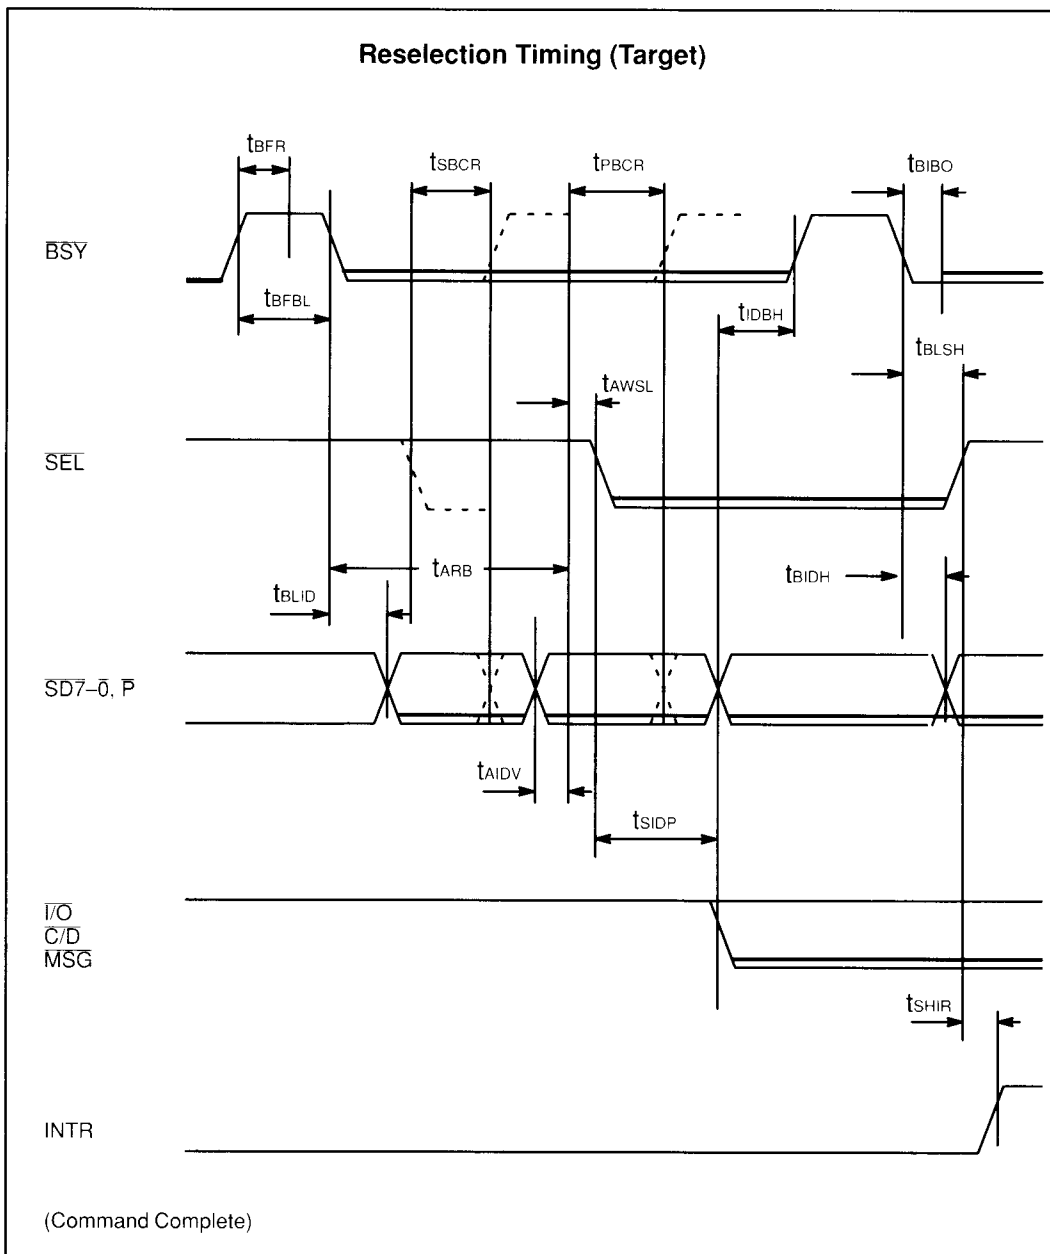 Reselection Timing (Target)
tBFR
tSBCR
tPBCR
tBIBO
BSY
tBFBL
tIDBH
tBLSH
tAWSL
SEL
tARB
tBIDH
tBLID
SD7–0, P
tAIDV
tSIDP
I/O
C/D
MSG
tSHIR
INTR
(Command Complete)